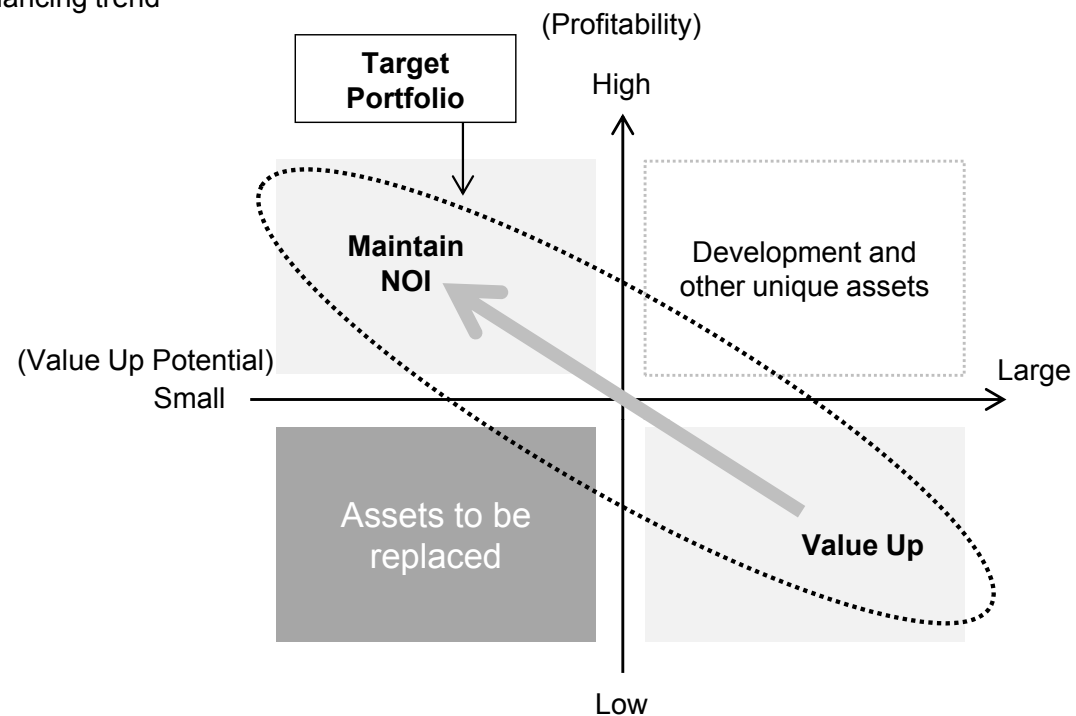 trend
(Profitability)
Target
Portfolio
High
Maintain
NOI
Development and
other unique assets
(Value Up Potential)
Small
Large
Assets to be
replaced
Value Up
Low